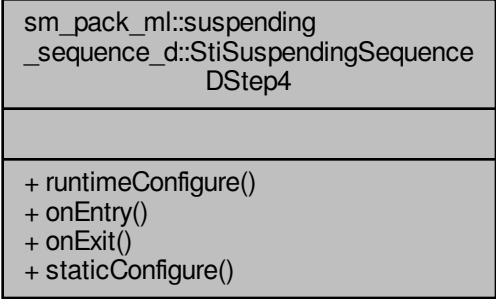 sm_pack_ml::suspending
_sequence_d::StiSuspendingSequence
DStep4
+ runtimeConfigure()
+ onEntry()
+ onExit()
+ staticConfigure()